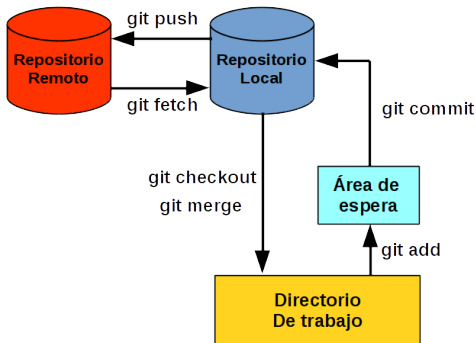 git push
Repositorio
Remoto
Repositorio
Local
git fetch
git commit
git checkout
git merge
Área de
espera
git add
Directorio
De trabajo